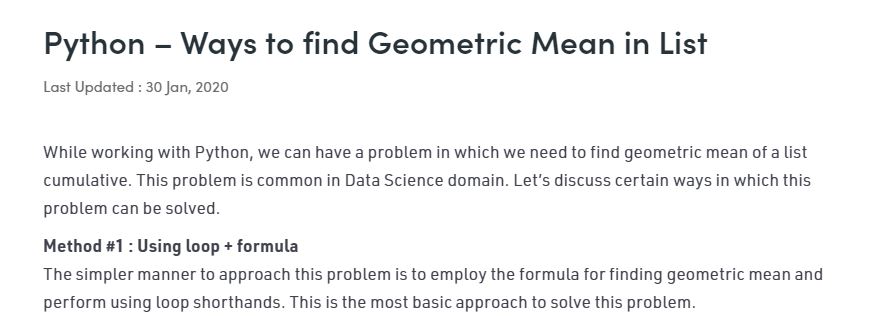 Python – Ways to find Geometric Mean in List
Last Updated : 30 Jan, 2020
While working with Python, we can have a problem in which we need to find geometric mean of a list
cumulative. This problem is common in Data Science domain. Let’s discuss certain ways in which this
problem can be solved.
Method #1 : Using loop + formula
The simpler manner to approach this problem is to employ the formula for finding geometric mean and
perform using loop shorthands. This is the most basic approach to solve this problem.